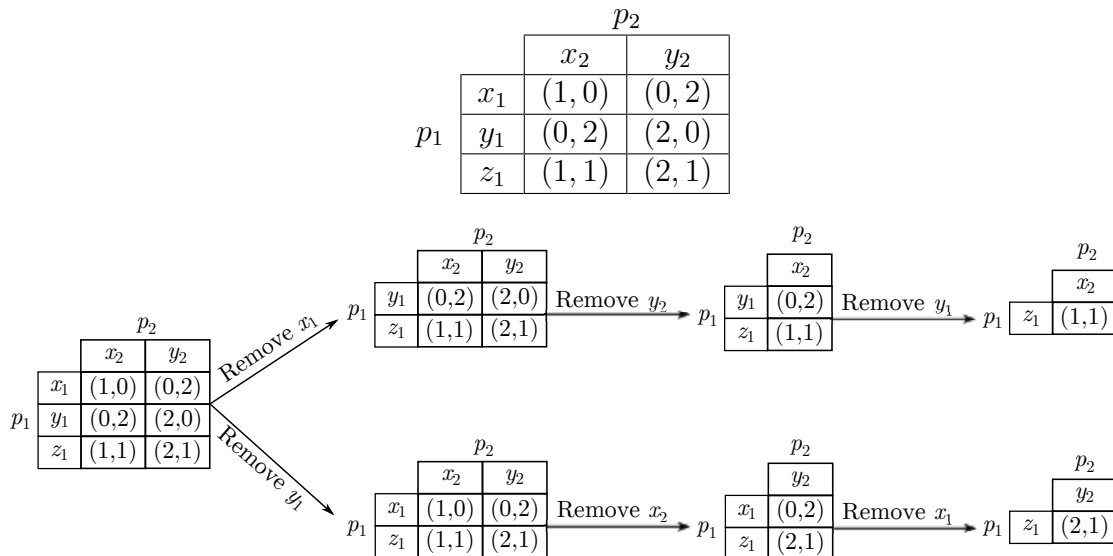 p₂
x₂ y₂
x₁ (1, 0) (0, 2)
p₁ y₁ (0, 2) (2, 0)
z₁ (1, 1) (2, 1)
p₂
x₂ y₂
x₁ (1,0) (0,2)
p₁ y₁ (0,2) (2,0)
z₁ (1,1) (2,1)
Remove x₁
p₂
x₂ y₂
p₁ y₁ (0,2) (2,0)
z₁ (1,1) (2,1)
Remove y₂
p₂
x₂
p₁ y₁ (0,2)
z₁ (1,1)
Remove y₁
p₂
x₂
p₁ z₁ (1,1)
Remove y₁
p₂
x₂ y₂
p₁ x₁ (1,0) (0,2)
z₁ (1,1) (2,1)
Remove x₂
p₂
y₂
p₁ x₁ (0,2)
z₁ (2,1)
Remove x₁
p₂
y₂
p₁ z₁ (2,1)